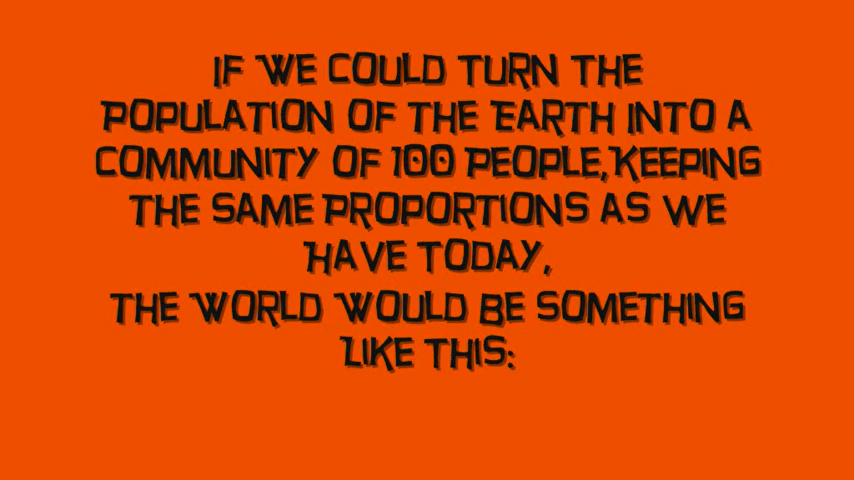 IF WE COULD TURN THE
POPULATION OF THE EARTH INTO A
COMMUNITY OF 100 PEOPLE,KEEPING
THE SAME PROPORTIONS AS WE
HAVE TODAY,
THE WORLD WOULD BE SOMETHING
LIKE THIS: